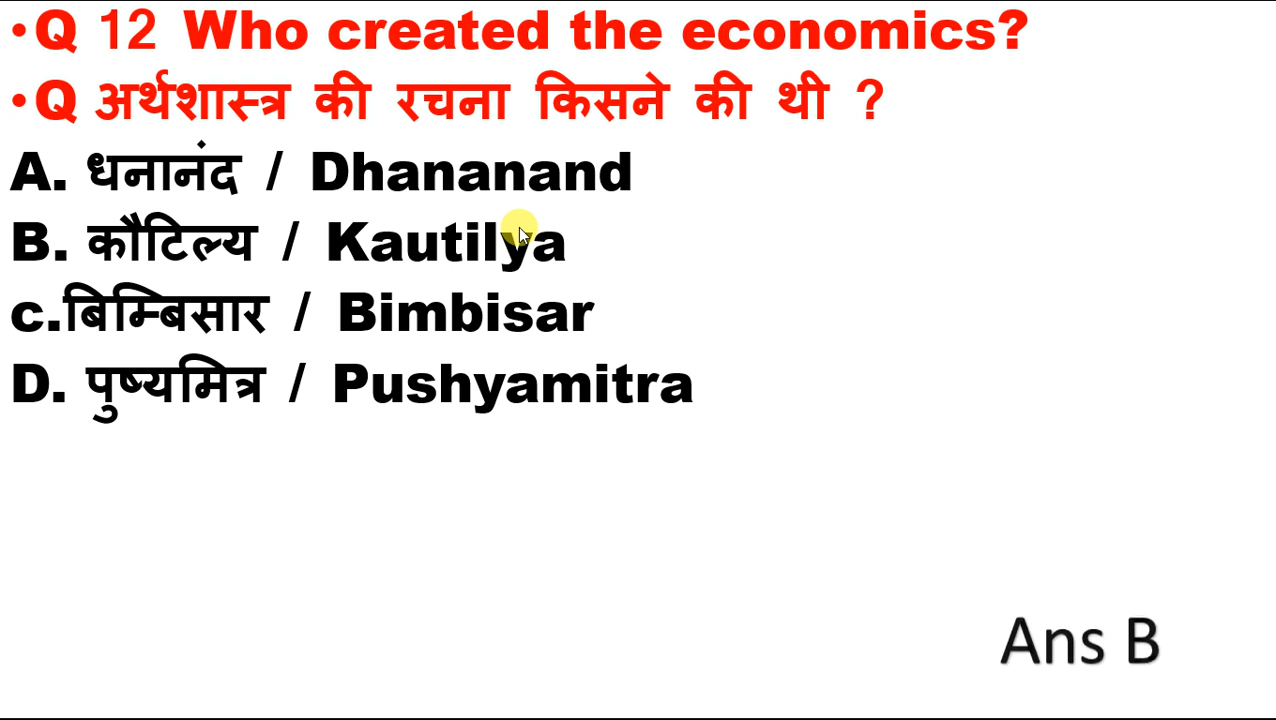 •Q 12 Who created the economics?
•Q अर्थशास्त्र की रचना किसने की थी ?
A. धनानंद / Dhananand
B. कौटिल्य / Kautilya
c.बिम्बिसार / Bimbisar
D. पुष्यमित्र / Pushyamitra
Ans B